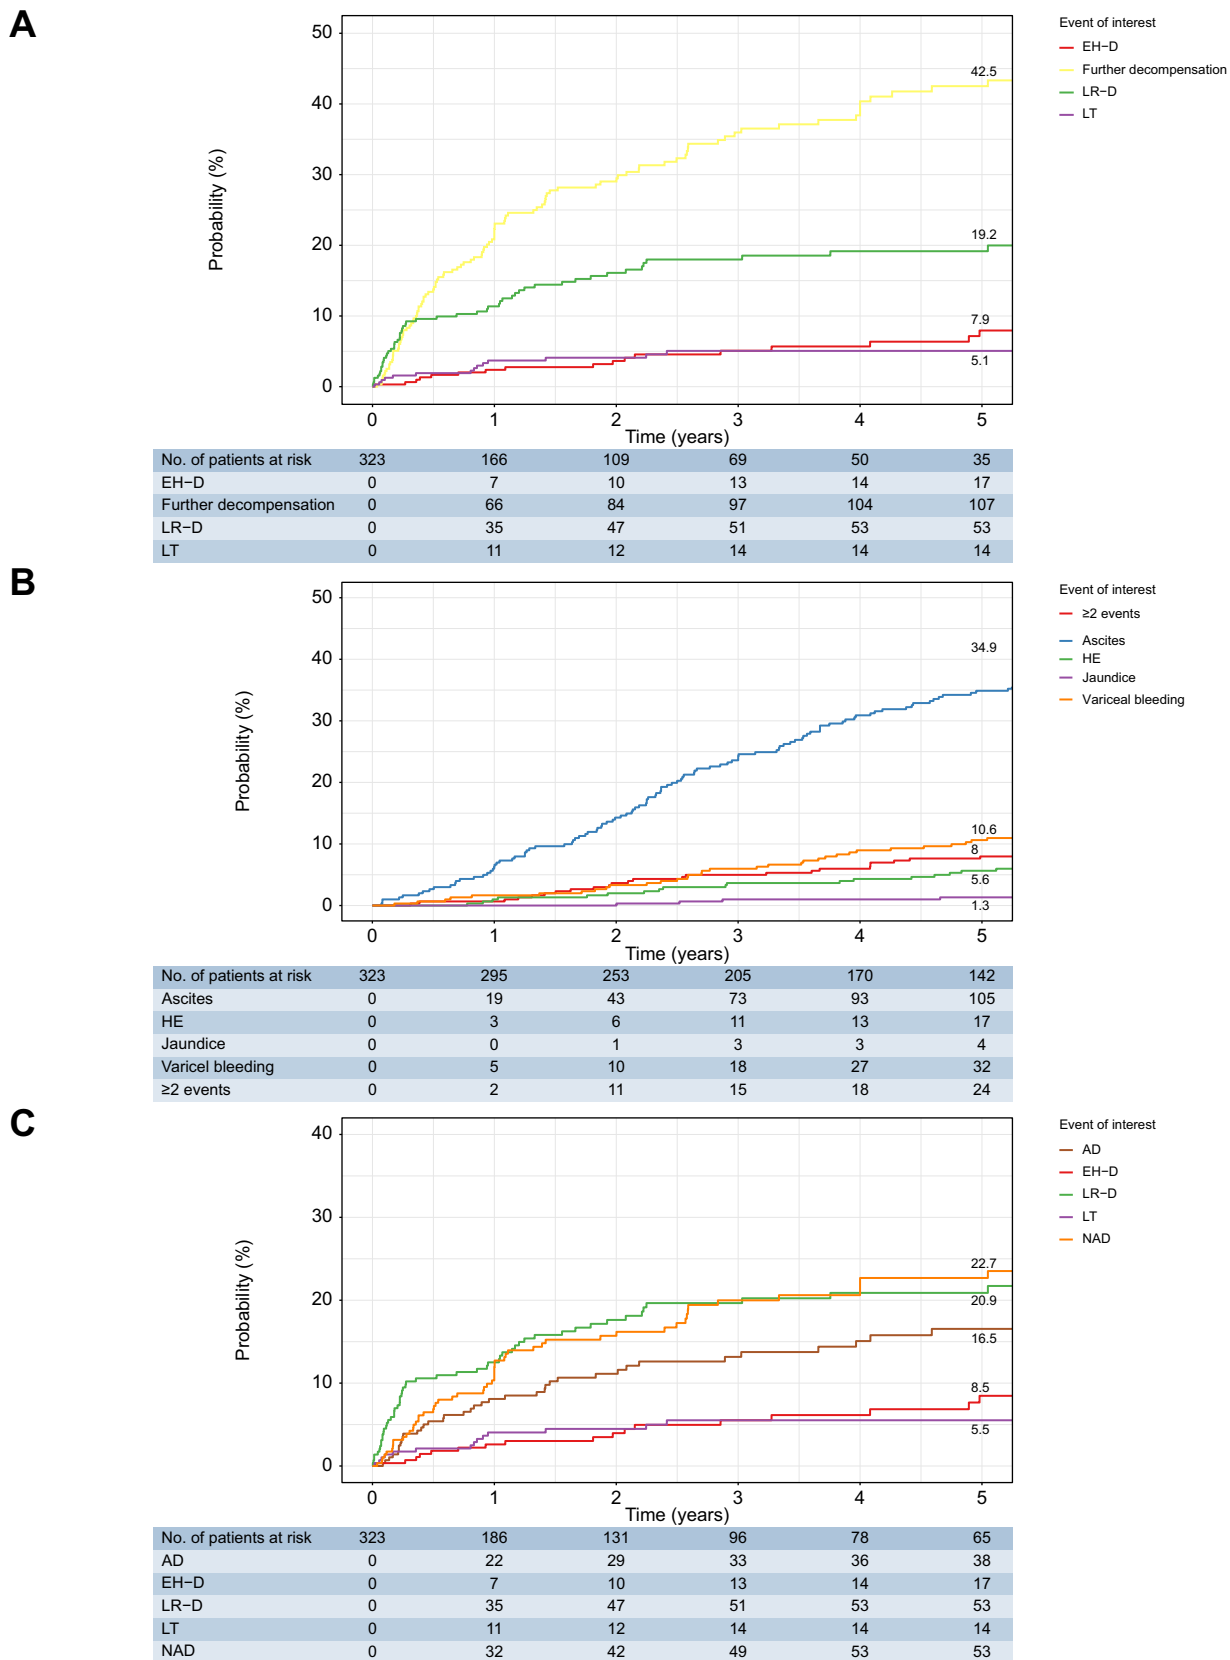 A
50
40
30
20
10
0
Probability (%)
42.5
19.2
7.9
5.1
0 1 2 3 4 5
Time (years)
Event of interest
EH−D
Further decompensation
LR−D
LT
No. of patients at risk 323 166 109 69 50 35
EH−D 0 7 10 13 14 17
Further decompensation 0 66 84 97 104 107
LR−D 0 35 47 51 53 53
LT 0 11 12 14 14 14
B
50
40
30
20
10
0
Probability (%)
34.9
10.6
8
5.6
1.3
0 1 2 3 4 5
Time (years)
Event of interest
≥2 events
Ascites
HE
Jaundice
Variceal bleeding
No. of patients at risk 323 295 253 205 170 142
Ascites 0 19 43 73 93 105
HE 0 3 6 11 13 17
Jaundice 0 0 1 3 3 4
Varicel bleeding 0 5 10 18 27 32
≥2 events 0 2 11 15 18 24
C
40
30
20
10
0
Probability (%)
22.7
20.9
16.5
8.5
5.5
0 1 2 3 4 5
Time (years)
Event of interest
AD
EH−D
LR−D
LT
NAD
No. of patients at risk 323 186 131 96 78 65
AD 0 22 29 33 36 38
EH−D 0 7 10 13 14 17
LR−D 0 35 47 51 53 53
LT 0 11 12 14 14 14
NAD 0 32 42 49 53 53